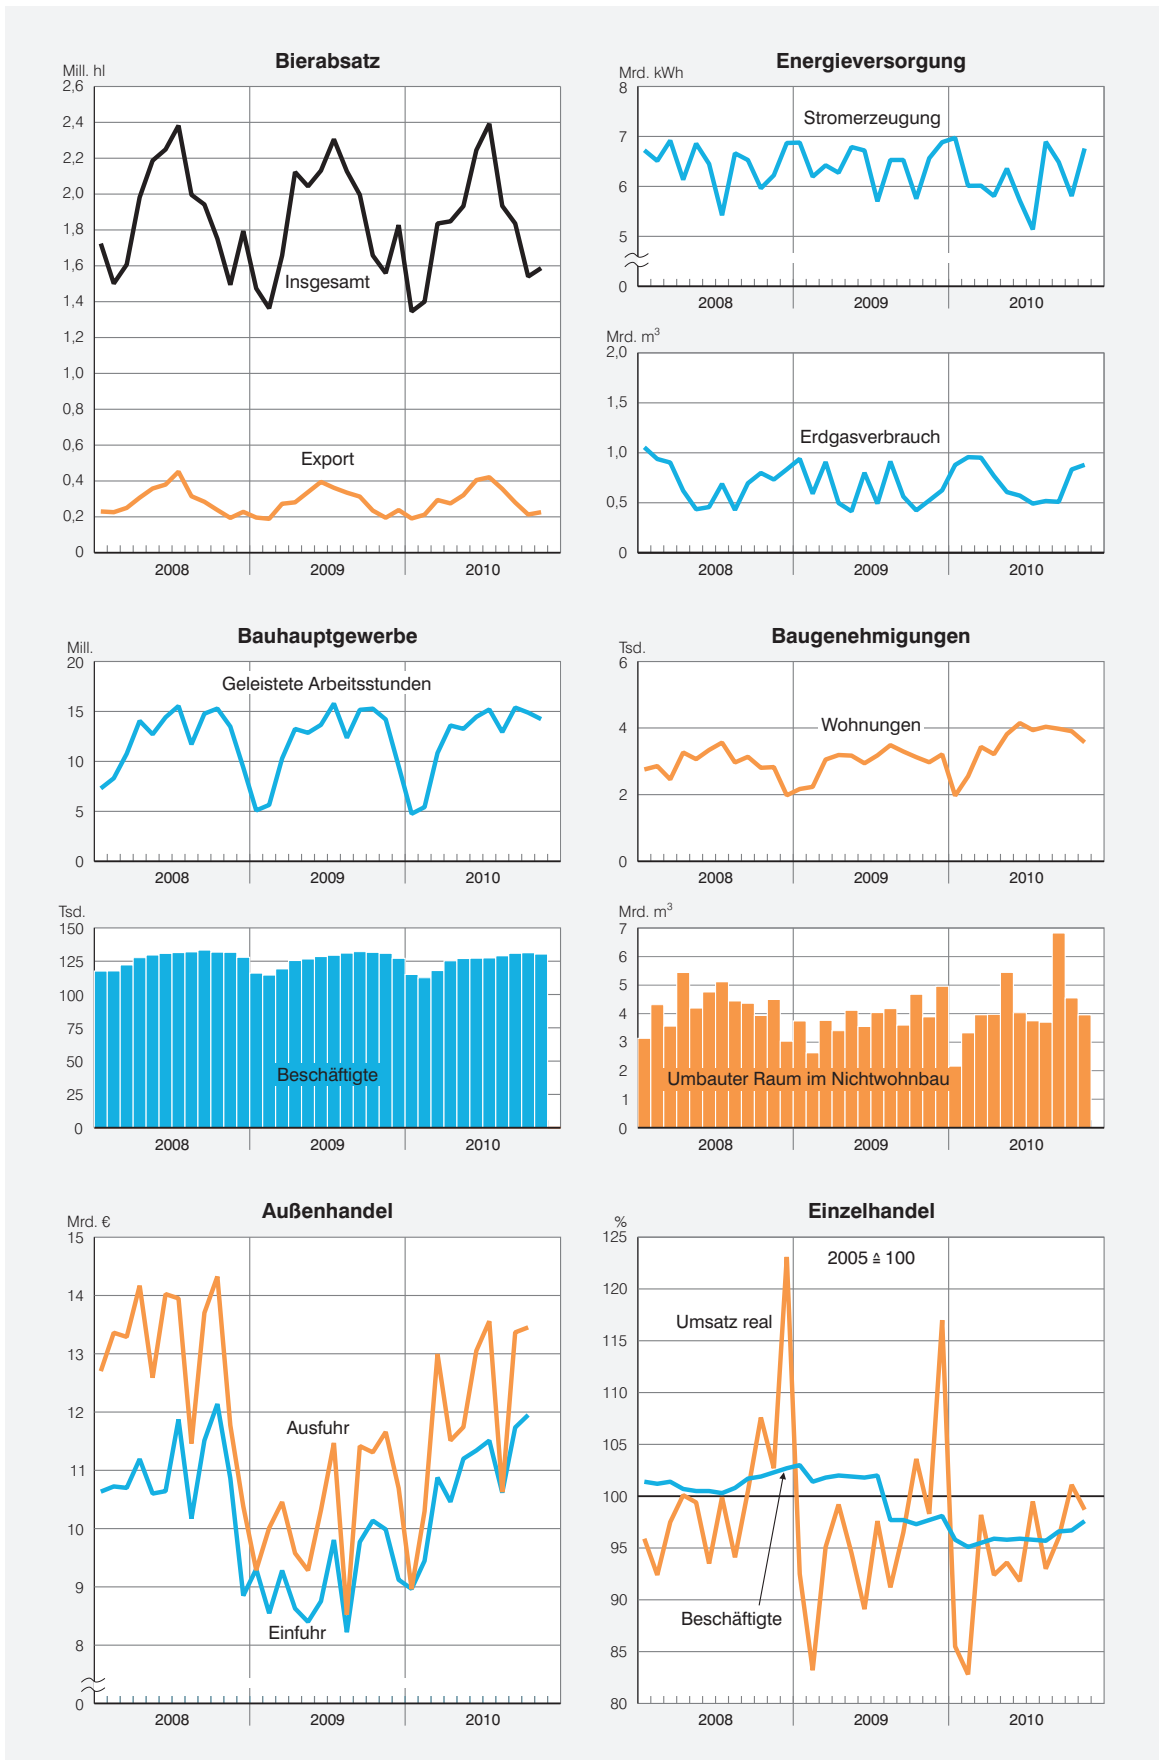 Bierabsatz
Mill. hl
2,6
2,4
2,2
2,0
1,8
1,6
1,4
1,2
1,0
0,8
0,6
0,4
0,2
0
Insgesamt
Export
2008 2009 2010
Energieversorgung
Mrd. kWh
8
7
6
5
0
Stromerzeugung
2008 2009 2010
Mrd. m³
2,0
1,5
1,0
0,5
0
Erdgasverbrauch
2008 2009 2010
Bauhauptgewerbe
Mill.
20
15
10
5
0
Geleistete Arbeitsstunden
2008 2009 2010
Tsd.
150
125
100
75
50
25
0
Beschäftigte
2008 2009 2010
Baugenehmigungen
Tsd.
6
4
2
0
Wohnungen
2008 2009 2010
Mrd. m³
7
6
5
4
3
2
1
0
Umbauter Raum im Nichtwohnbau
2008 2009 2010
Außenhandel
Mrd. €
15
14
13
12
11
10
9
8
0
Ausfuhr
Einfuhr
2008 2009 2010
Einzelhandel
%
125
120
115
110
105
100
95
90
85
80
2005 ≙ 100
Umsatz real
Beschäftigte
2008 2009 2010